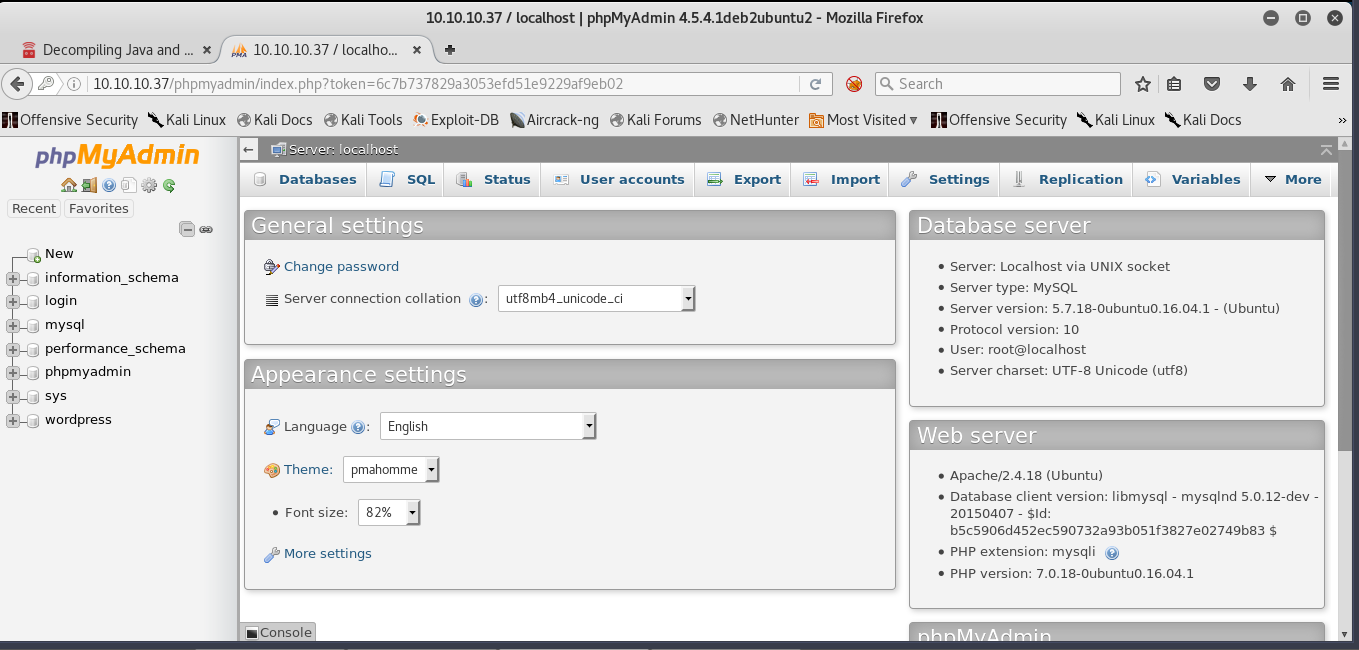 10.10.10.37 / localhost | phpMyAdmin 4.5.4.1deb2ubuntu2 - Mozilla Firefox
Decompiling Java and ...
PMA 10.10.10.37 / localho...
10.10.10.37/phpmyadmin/index.php?token=6c7b737829a3053efd51e9229af9eb02
Search
Offensive Security Kali Linux Kali Docs Kali Tools Exploit-DB Aircrack-ng Kali Forums NetHunter Most Visited Offensive Security Kali Linux Kali Docs »
phpMyAdmin
Recent Favorites
New
information_schema
login
mysql
performance_schema
phpmyadmin
sys
wordpress
Server: localhost
Databases SQL Status User accounts Export Import Settings Replication Variables More
General settings
Change password
Server connection collation : utf8mb4_unicode_ci
Appearance settings
Language : English
Theme: pmahomme
• Font size: 82%
More settings
Console
Database server
• Server: Localhost via UNIX socket
• Server type: MySQL
• Server version: 5.7.18-0ubuntu0.16.04.1 - (Ubuntu)
• Protocol version: 10
• User: root@localhost
• Server charset: UTF-8 Unicode (utf8)
Web server
• Apache/2.4.18 (Ubuntu)
• Database client version: libmysql - mysqlnd 5.0.12-dev -
20150407 - $Id:
b5c5906d452ec590732a93b051f3827e02749b83 $
• PHP extension: mysqli
• PHP version: 7.0.18-0ubuntu0.16.04.1
phpMyAdmin